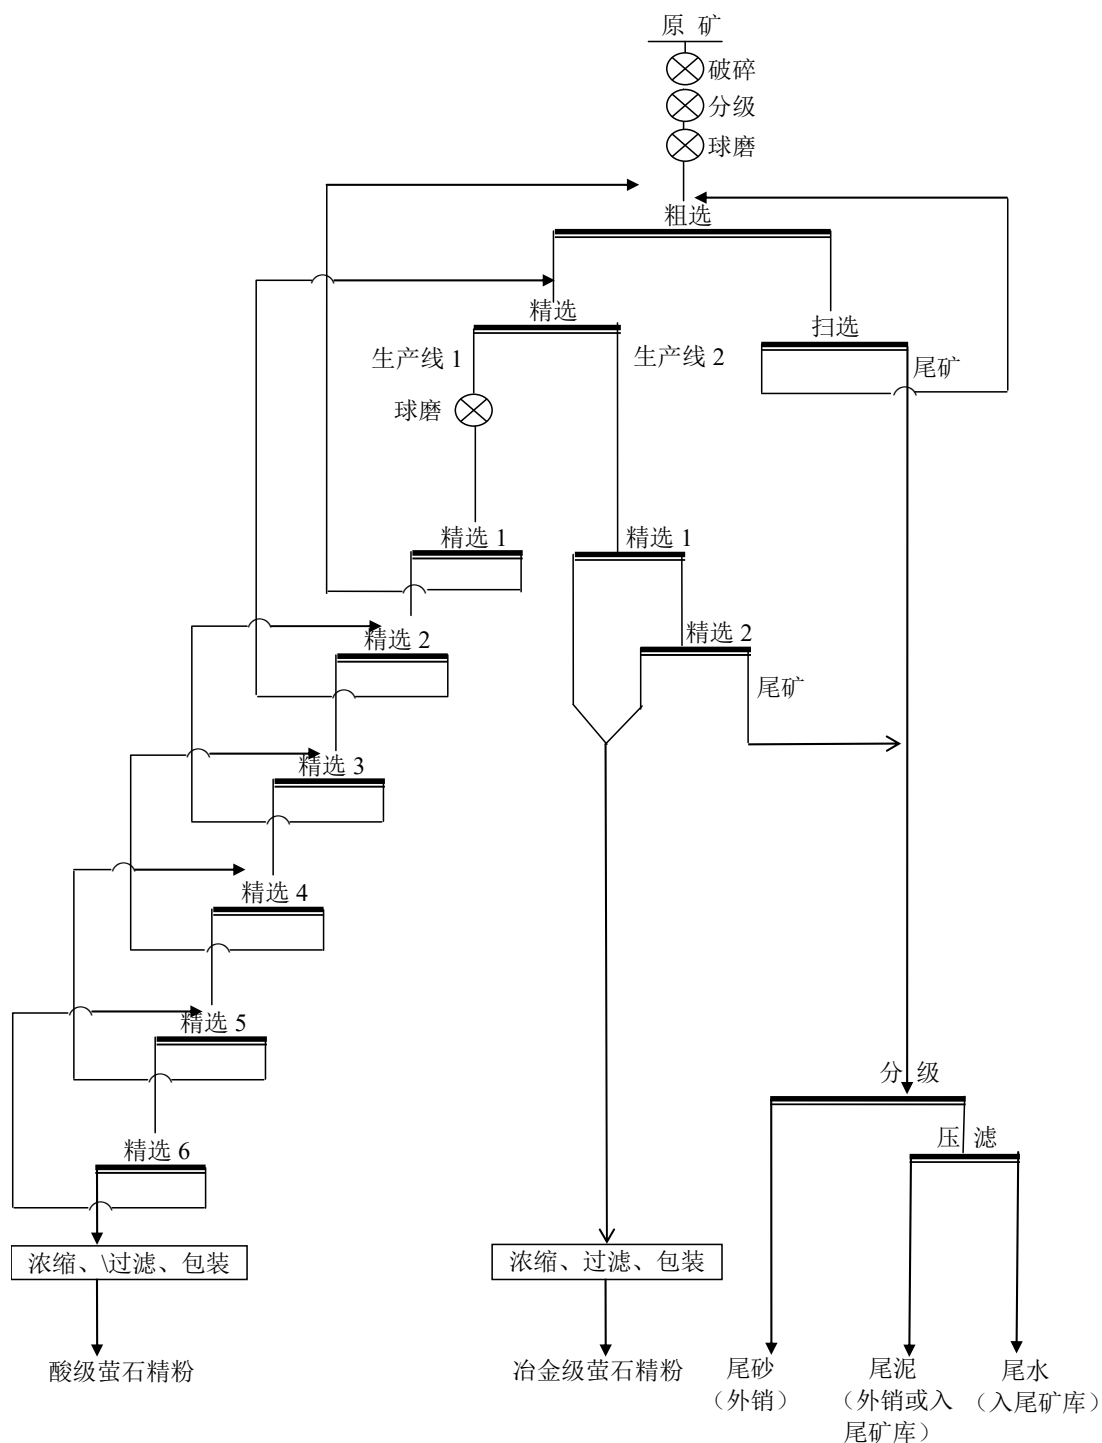 原 矿
破碎
分级
球磨
粗选
精选
扫选
生产线 1
生产线 2
尾矿
球磨
精选 1
精选 1
精选 2
精选 2
尾矿
精选 3
精选 4
精选 5
分 级
压 滤
精选 6
浓缩、\过滤、包装
浓缩、过滤、包装
酸级萤石精粉
冶金级萤石精粉
尾砂
（外销）
尾泥
（外销或入
尾矿库）
尾水
（入尾矿库）